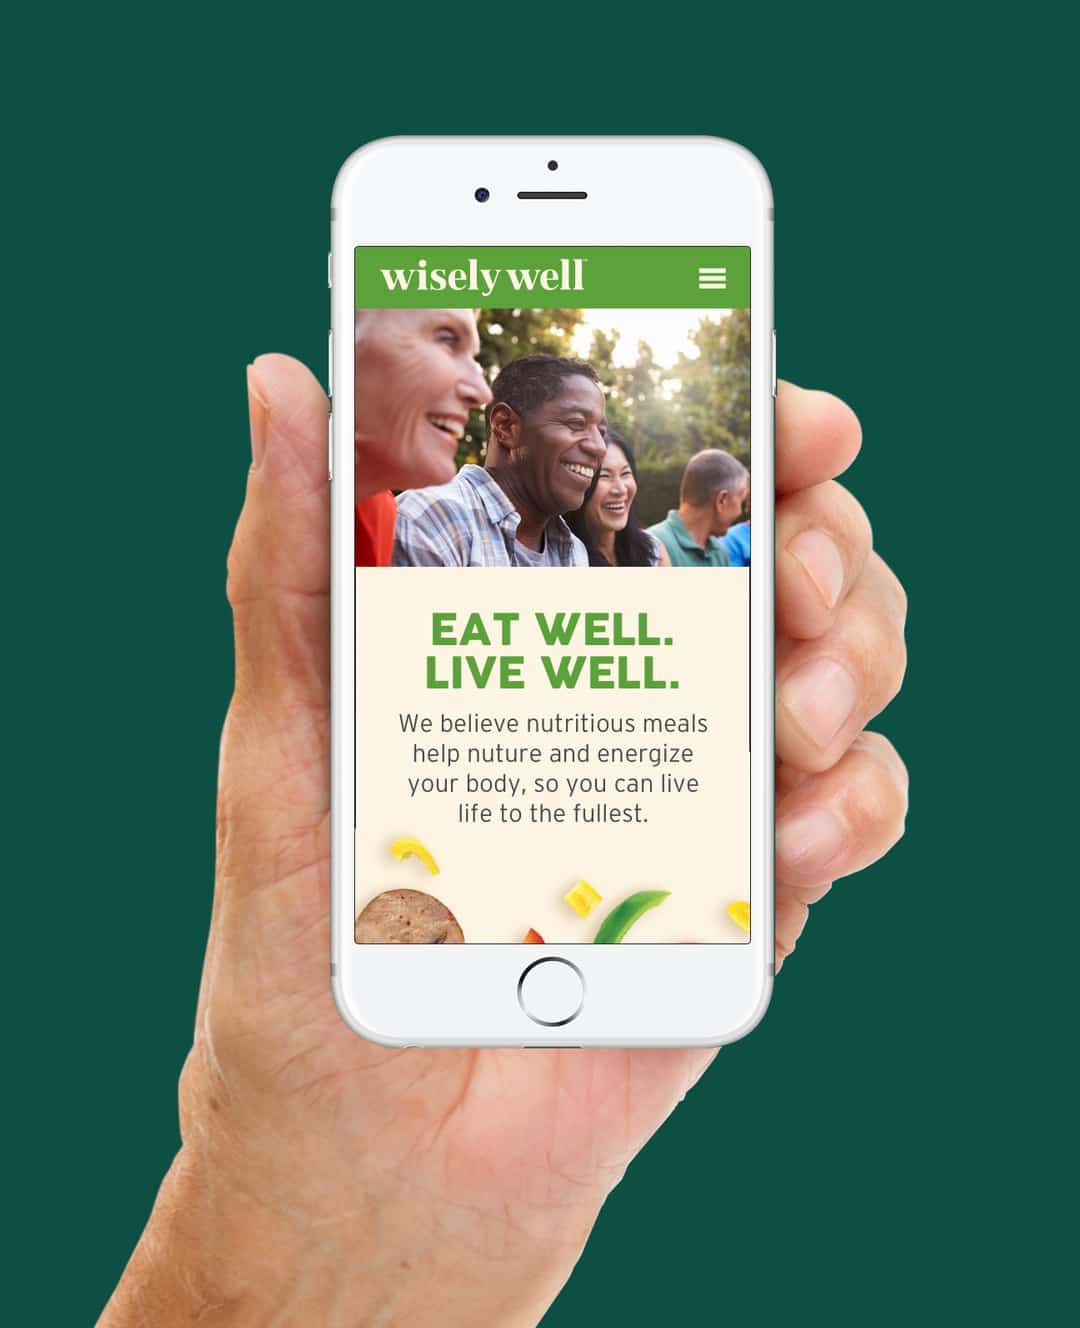 wisely well
EAT WELL.
LIVE WELL.
We believe nutritious meals
help nuture and energize
your body, so you can live
life to the fullest.